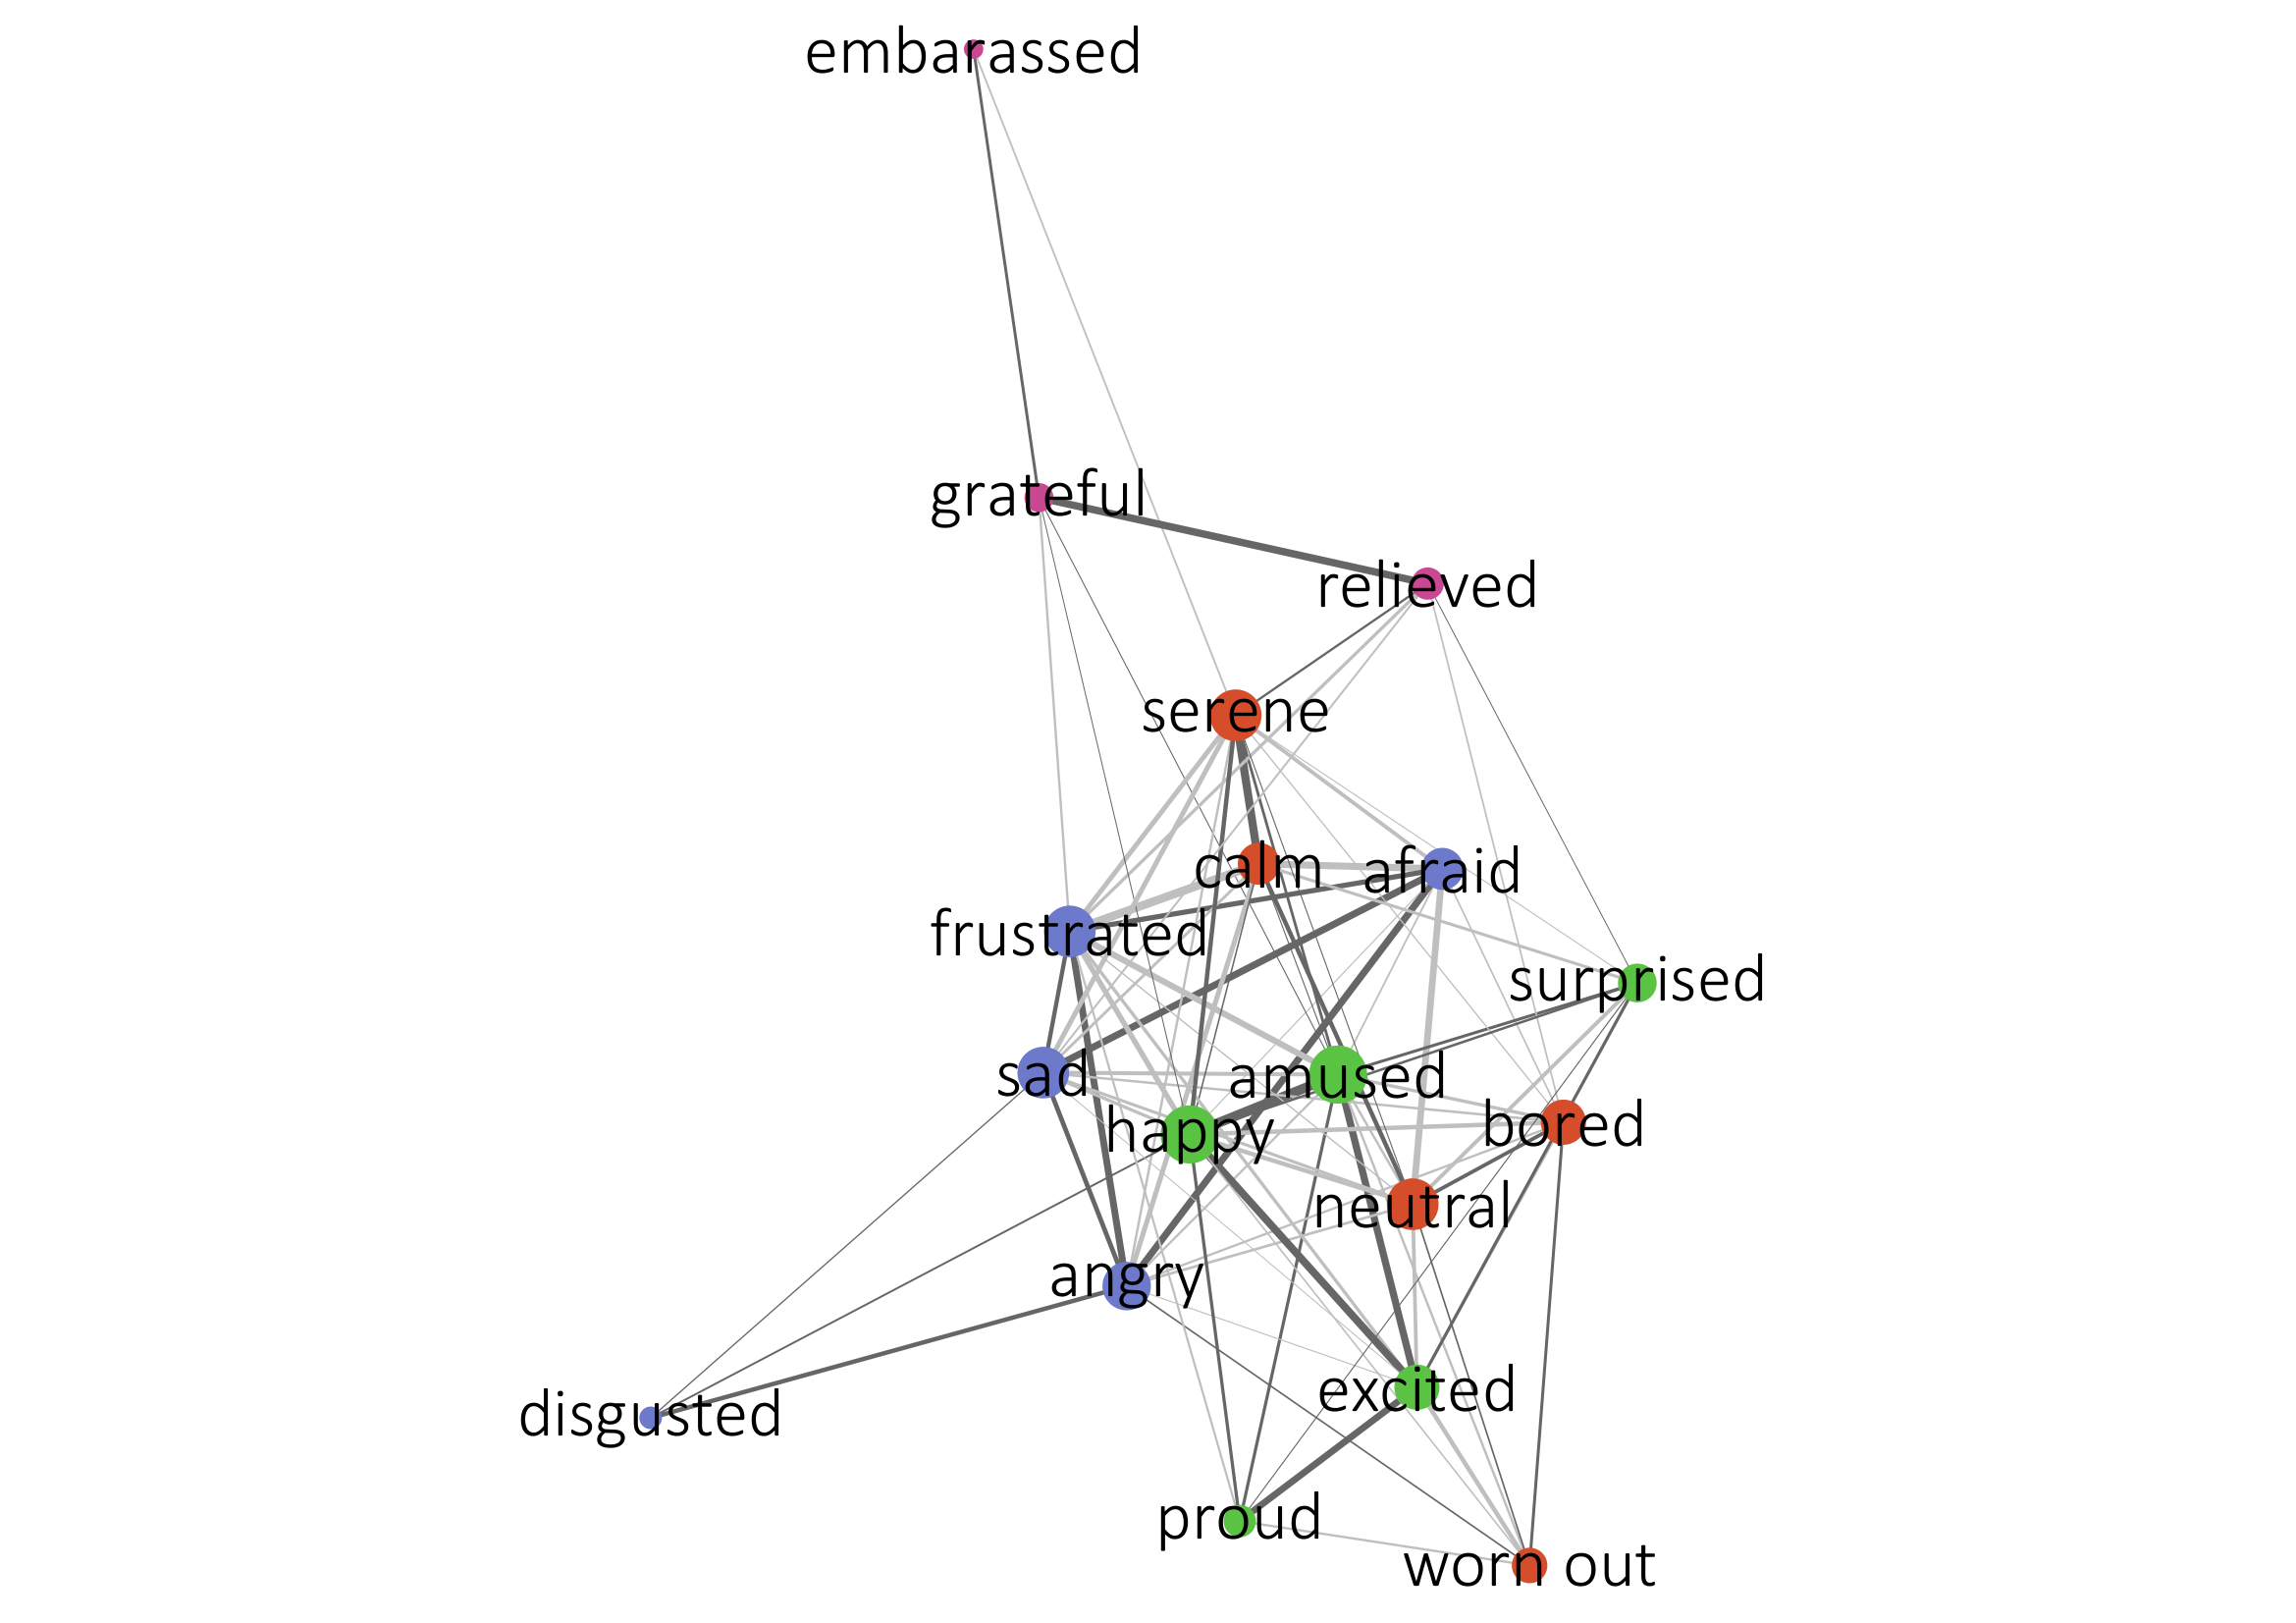 embarassed
grateful
relieved
serene
calm
afraid
frustrated
surprised
sad
amused
happy
bored
neutral
angry
excited
disgusted
proud
worn out